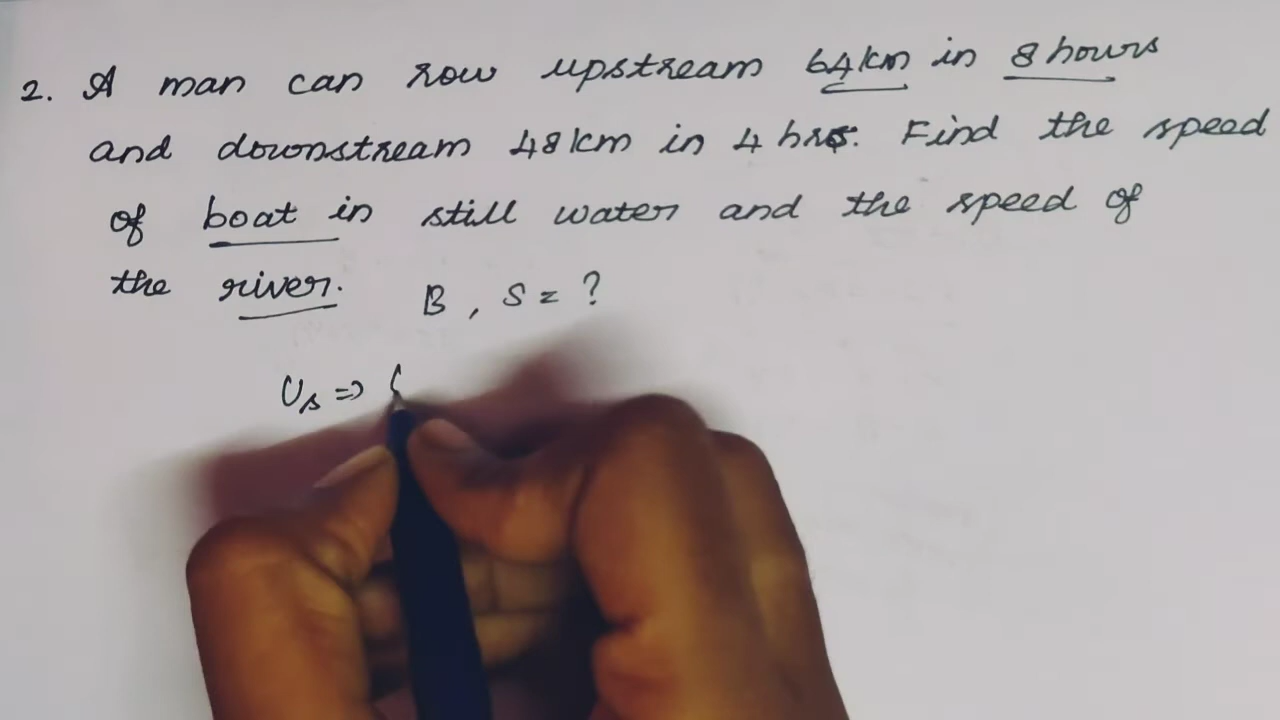 2. A man can row upstream 64km in 8 hours
and downstream 48km in 4 hrs. Find the speed
of boat in still water and the speed of
the river. B, S = ?
Us ⇒ (